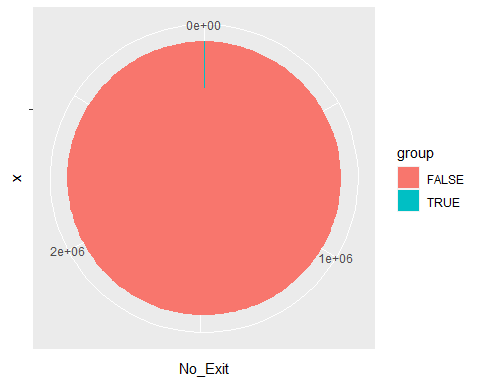 0e+00
group
FALSE
TRUE
x
2e+06
1e+06
No_Exit